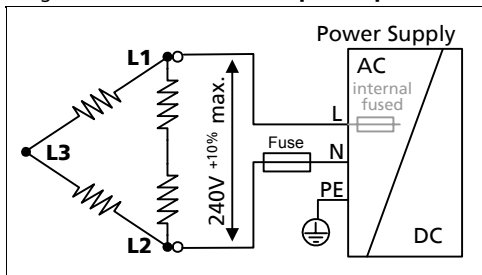 Power Supply
L1
AC
internal
fused
L
240V +10% max.
Fuse
N
L3
PE
L2
DC